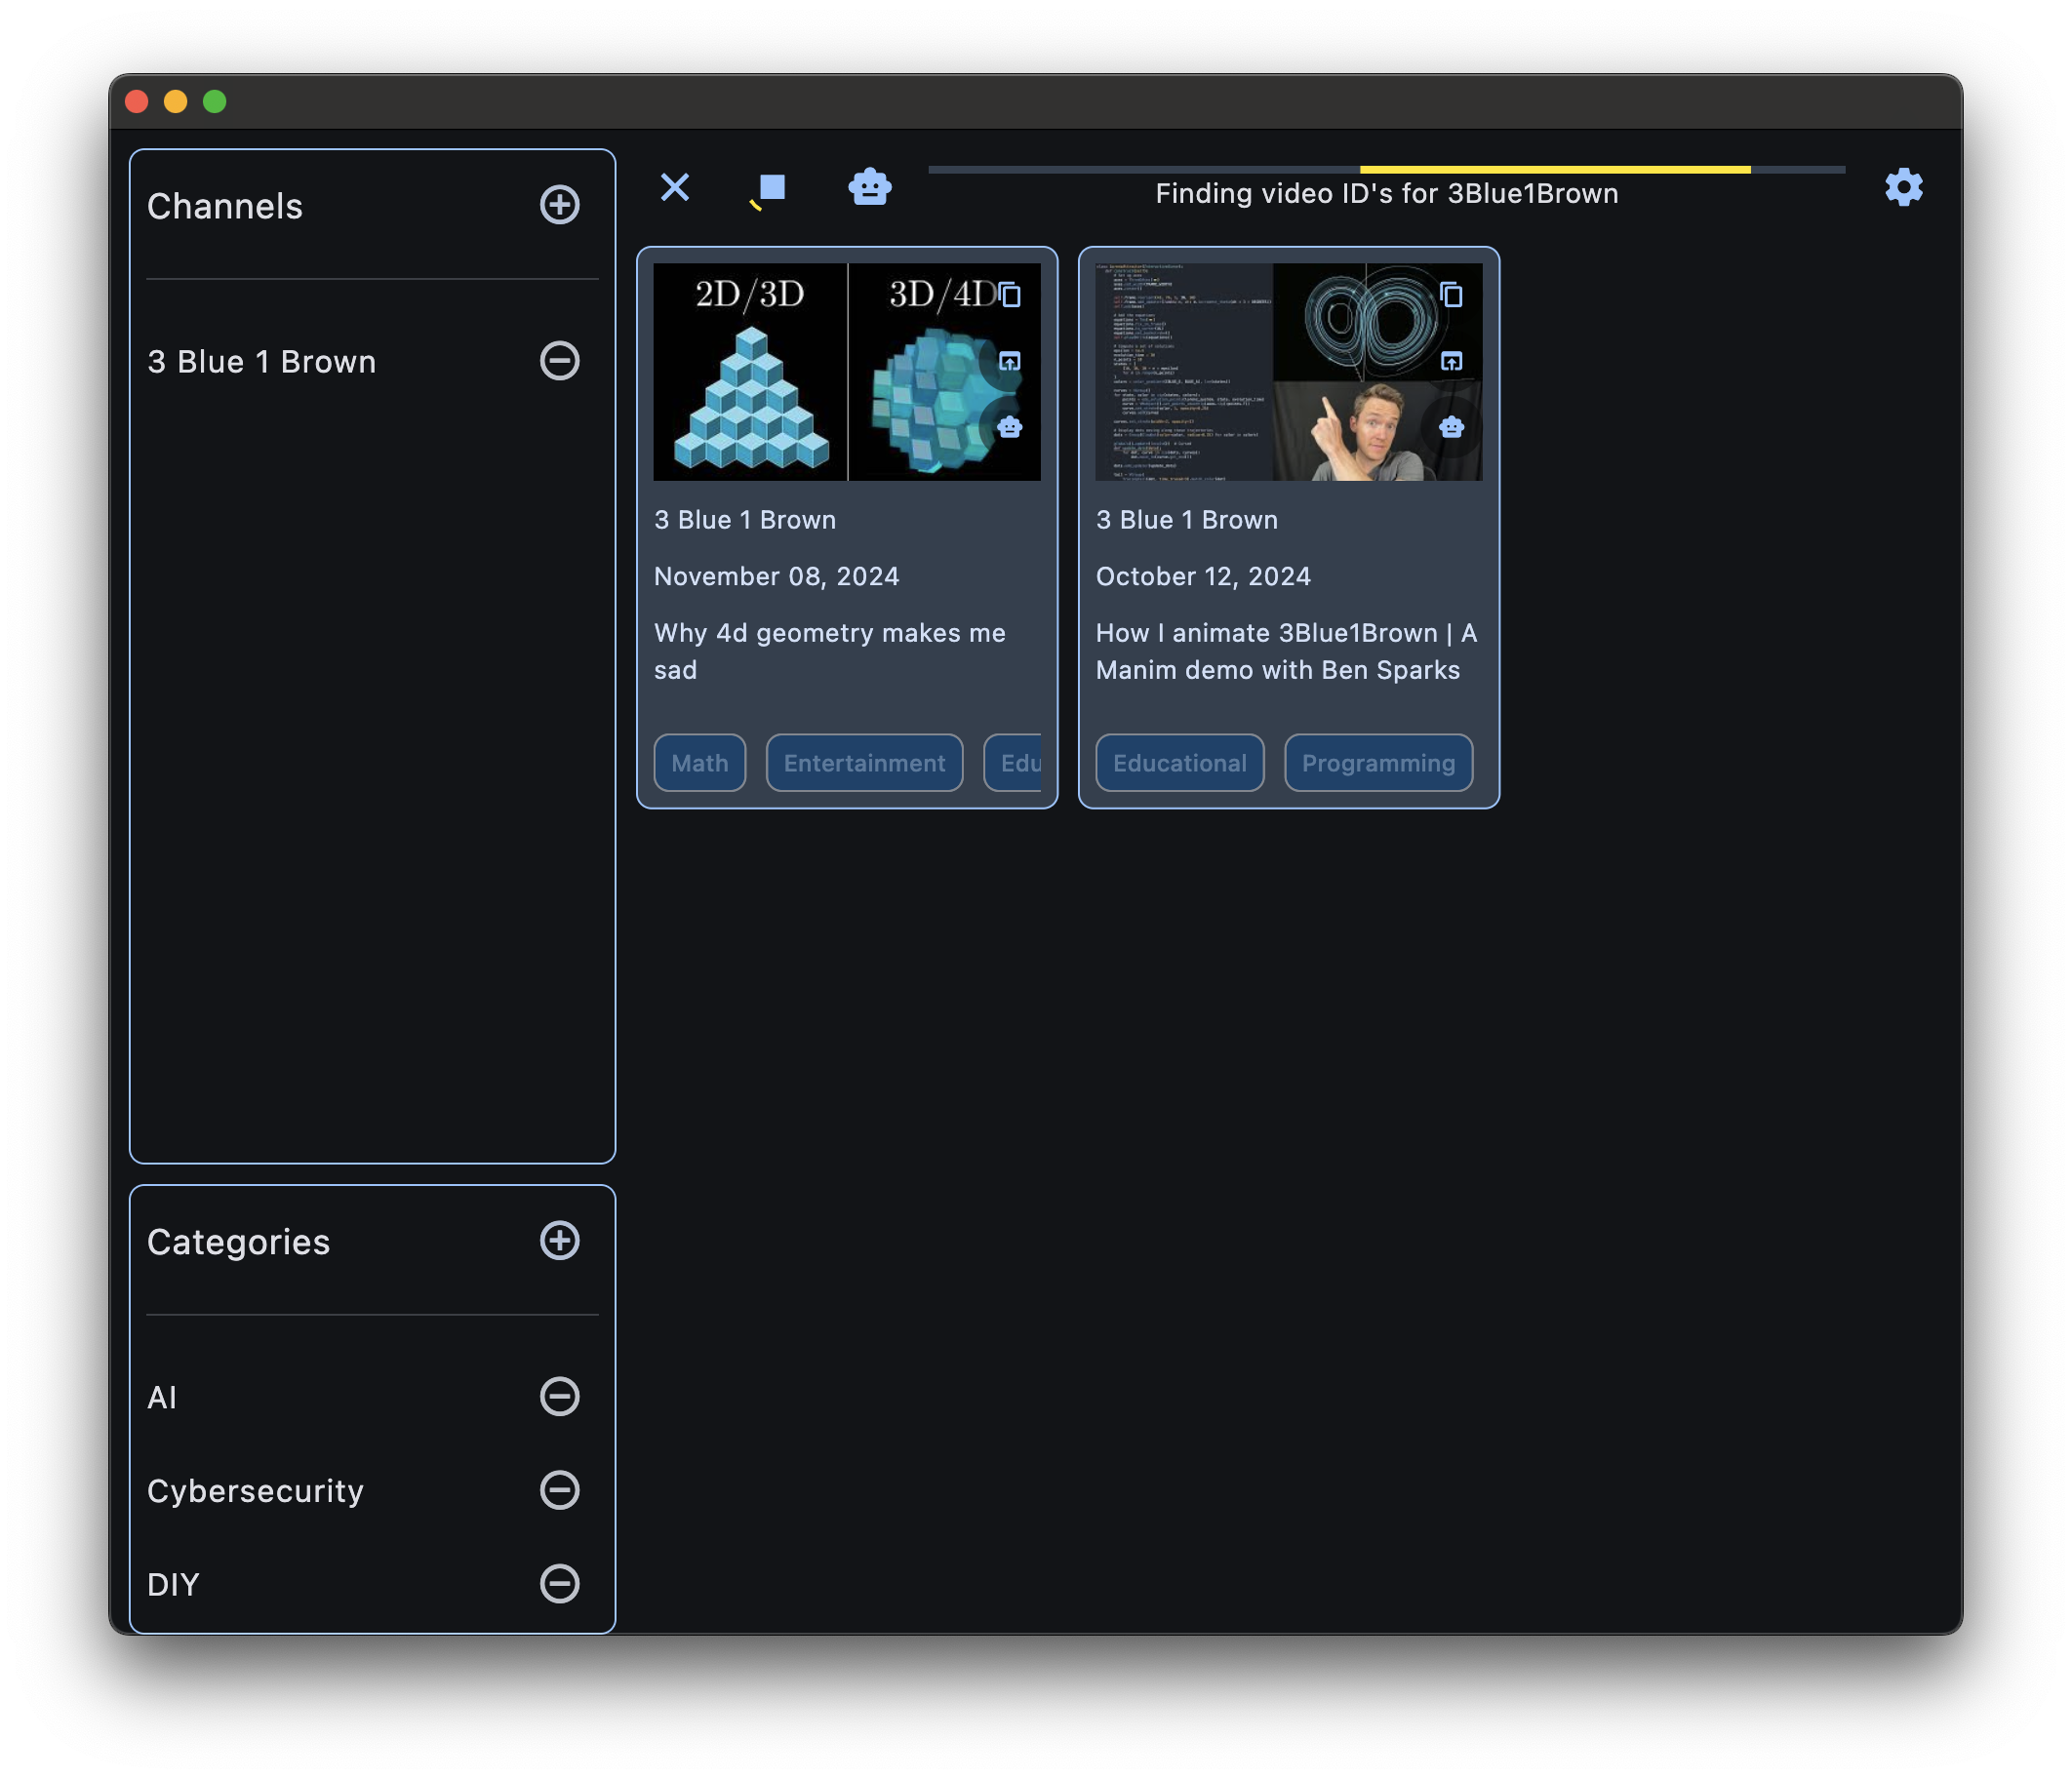 Channels
3 Blue 1 Brown
Categories
AI
Cybersecurity
DIY
Finding video ID's for 3Blue1Brown
2D/3D
3D/4D
3 Blue 1 Brown
November 08, 2024
Why 4d geometry makes me
sad
Math
Entertainment
Edu
3 Blue 1 Brown
October 12, 2024
How I animate 3Blue1Brown | A
Manim demo with Ben Sparks
Educational
Programming